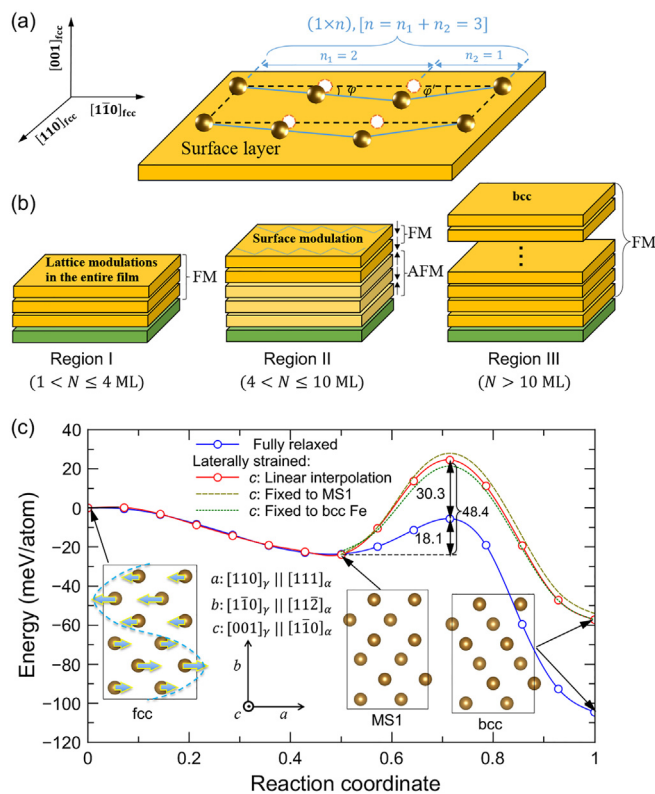 (a)
(1×n), [n = n₁ + n₂ = 3]
n₁ = 2
n₂ = 1
[001]fcc
[11̄0]fcc
[110]fcc
φ
φ′
Surface layer
(b)
bcc
Surface modulation
Lattice modulations
in the entire film
FM
FM
AFM
FM
Region I
Region II
Region III
(1 < N ≤ 4 ML)
(4 < N ≤ 10 ML)
(N > 10 ML)
(c)
Energy (meV/atom)
40
20
0
−20
−40
−60
−80
−100
−120
Fully relaxed
Laterally strained:
c: Linear interpolation
c: Fixed to MS1
c: Fixed to bcc Fe
30.3
48.4
18.1
a: [110]γ || [111]α
b: [11̄0]γ || [112̄]α
c: [001]γ || [11̄0]α
b
c
a
fcc
MS1
bcc
0
0.2
0.4
0.6
0.8
1
Reaction coordinate